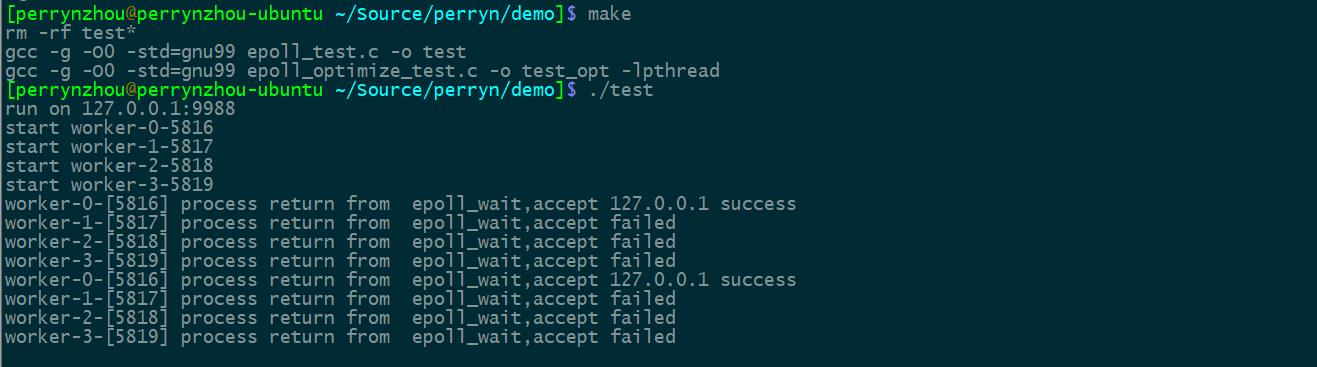 [perrynzhou@perrynzhou-ubuntu ~/Source/perryn/demo]$ make
rm -rf test*
gcc -g -O0 -std=gnu99 epoll_test.c -o test
gcc -g -O0 -std=gnu99 epoll_optimize_test.c -o test_opt -lpthread
[perrynzhou@perrynzhou-ubuntu ~/Source/perryn/demo]$ ./test
run on 127.0.0.1:9988
start worker-0-5816
start worker-1-5817
start worker-2-5818
start worker-3-5819
worker-0-[5816] process return from  epoll_wait,accept 127.0.0.1 success
worker-1-[5817] process return from  epoll_wait,accept failed
worker-2-[5818] process return from  epoll_wait,accept failed
worker-3-[5819] process return from  epoll_wait,accept failed
worker-0-[5816] process return from  epoll_wait,accept 127.0.0.1 success
worker-1-[5817] process return from  epoll_wait,accept failed
worker-2-[5818] process return from  epoll_wait,accept failed
worker-3-[5819] process return from  epoll_wait,accept failed